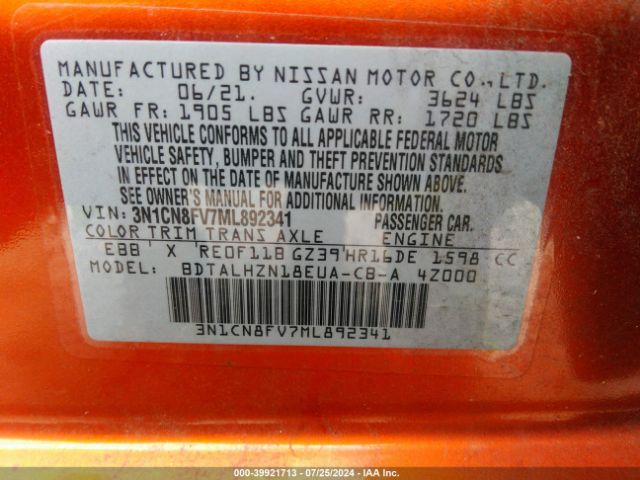 MANUFACTURED BY NISSAN MOTOR CO., LTD.
DATE: 06/21. GVWR: 3624 LBS
GAWR FR: 1905 LBS GAWR RR: 1720 LBS
THIS VEHICLE CONFORMS TO ALL APPLICABLE FEDERAL MOTOR
VEHICLE SAFETY, BUMPER AND THEFT PREVENTION STANDARDS
IN EFFECT ON THE DATE OF MANUFACTURE SHOWN ABOVE.
SEE OWNER'S MANUAL FOR ADDITIONAL INFORMATION.
VIN: 3N1CN8FV7ML892341 PASSENGER CAR.
COLOR TRIM TRANS AXLE ENGINE
EBB X RE0F11B GZ39 HR16DE 1598 CC
MODEL: BDTALHZN18EUA-CB-A 4Z000
3N1CN8FV7ML892341
000-39921713 - 07/25/2024 - IAA Inc.